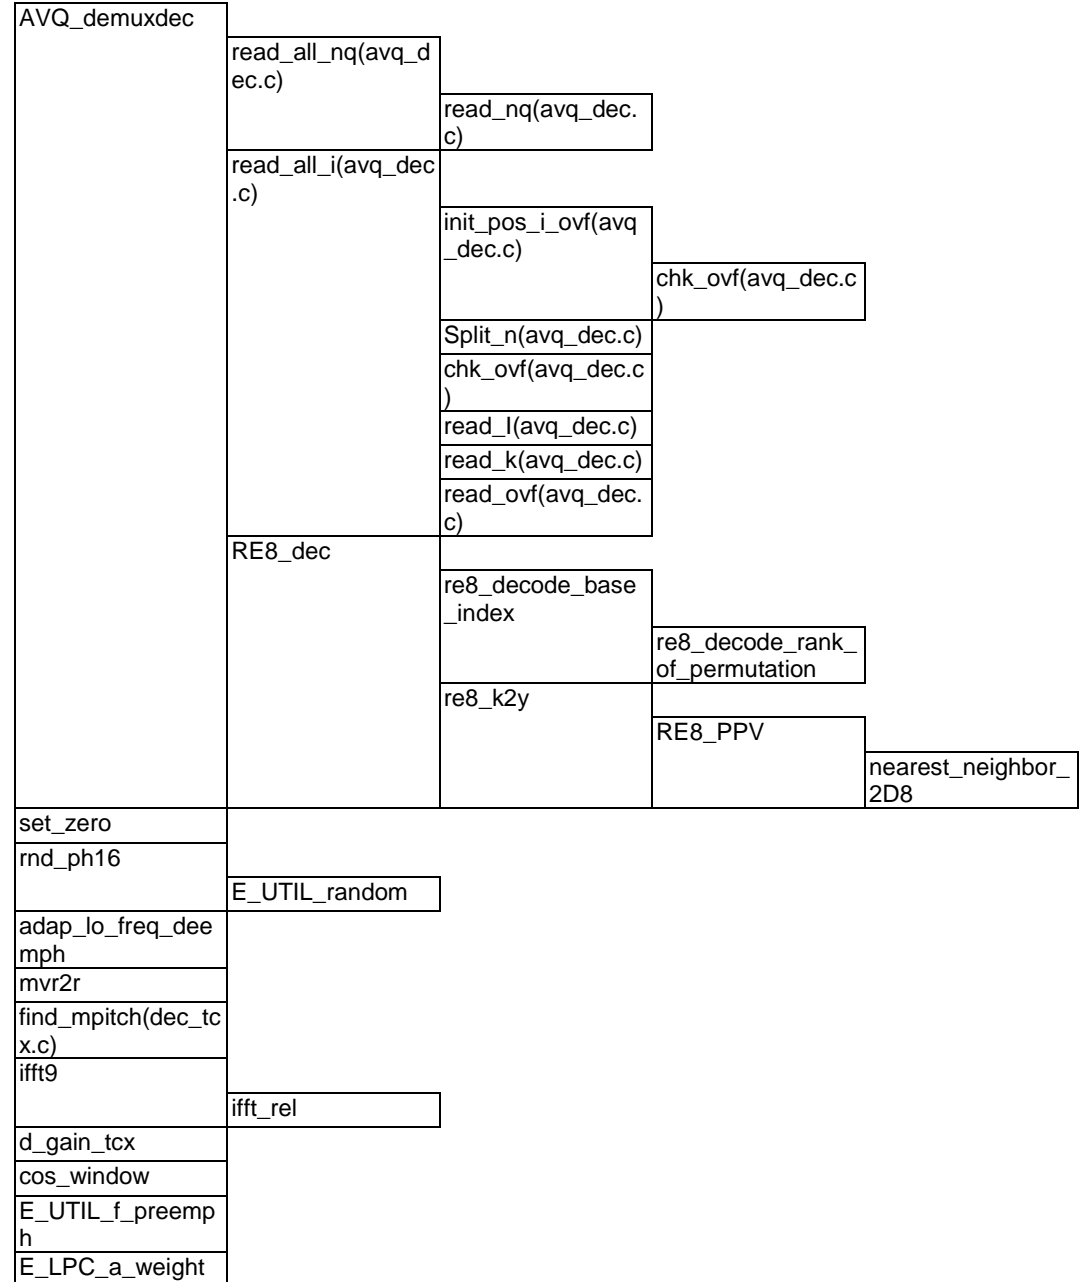 AVQ_demuxdec
read_all_nq(avq_d
ec.c)
read_nq(avq_dec.
c)
read_all_i(avq_dec
.c)
init_pos_i_ovf(avq
_dec.c)
chk_ovf(avq_dec.c
)
Split_n(avq_dec.c)
chk_ovf(avq_dec.c
)
read_I(avq_dec.c)
read_k(avq_dec.c)
read_ovf(avq_dec.
c)
RE8_dec
re8_decode_base
_index
re8_decode_rank_
of_permutation
re8_k2y
RE8_PPV
nearest_neighbor_
2D8
set_zero
rnd_ph16
E_UTIL_random
adap_lo_freq_dee
mph
mvr2r
find_mpitch(dec_tc
x.c)
ifft9
ifft_rel
d_gain_tcx
cos_window
E_UTIL_f_preemp
h
E_LPC_a_weight